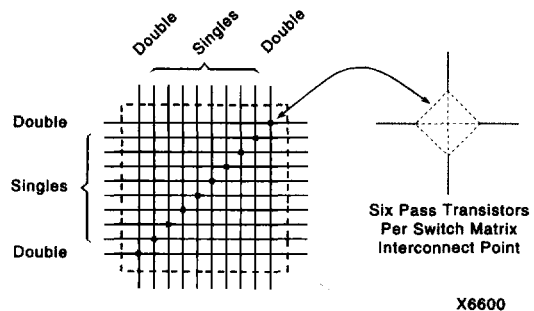 Double
Singles
Double
Double
Singles
Double
Six Pass Transistors
Per Switch Matrix
Interconnect Point
X6600